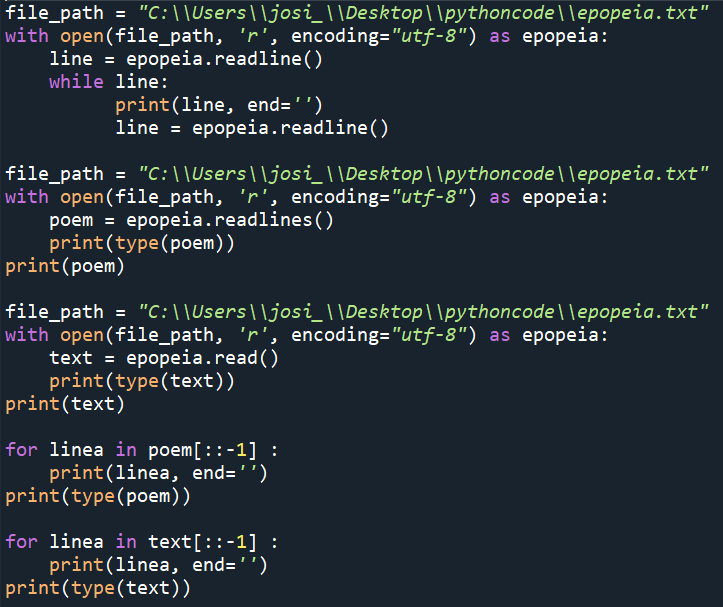 file_path = "C:\\Users\\josi_\\Desktop\\pythoncode\\epopeia.txt"
with open(file_path, 'r', encoding="utf-8") as epopeia:
    line = epopeia.readline()
    while line:
          print(line, end='')
          line = epopeia.readline()

file_path = "C:\\Users\\josi_\\Desktop\\pythoncode\\epopeia.txt"
with open(file_path, 'r', encoding="utf-8") as epopeia:
    poem = epopeia.readlines()
    print(type(poem))
print(poem)

file_path = "C:\\Users\\josi_\\Desktop\\pythoncode\\epopeia.txt"
with open(file_path, 'r', encoding="utf-8") as epopeia:
    text = epopeia.read()
    print(type(text))
print(text)

for linea in poem[::-1] :
    print(linea, end='')
print(type(poem))

for linea in text[::-1] :
    print(linea, end='')
print(type(text))